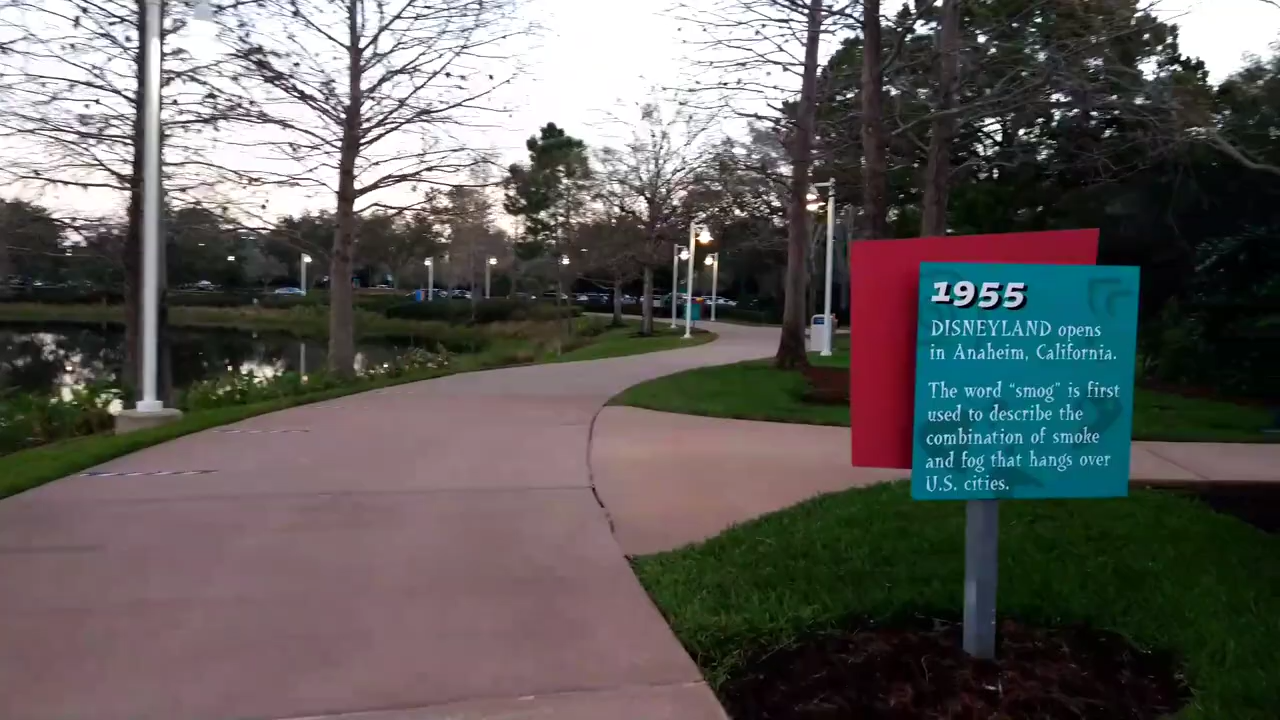 1955
DISNEYLAND opens
in Anaheim, California.
The word “smog” is first
used to describe the
combination of smoke
and fog that hangs over
U.S. cities.